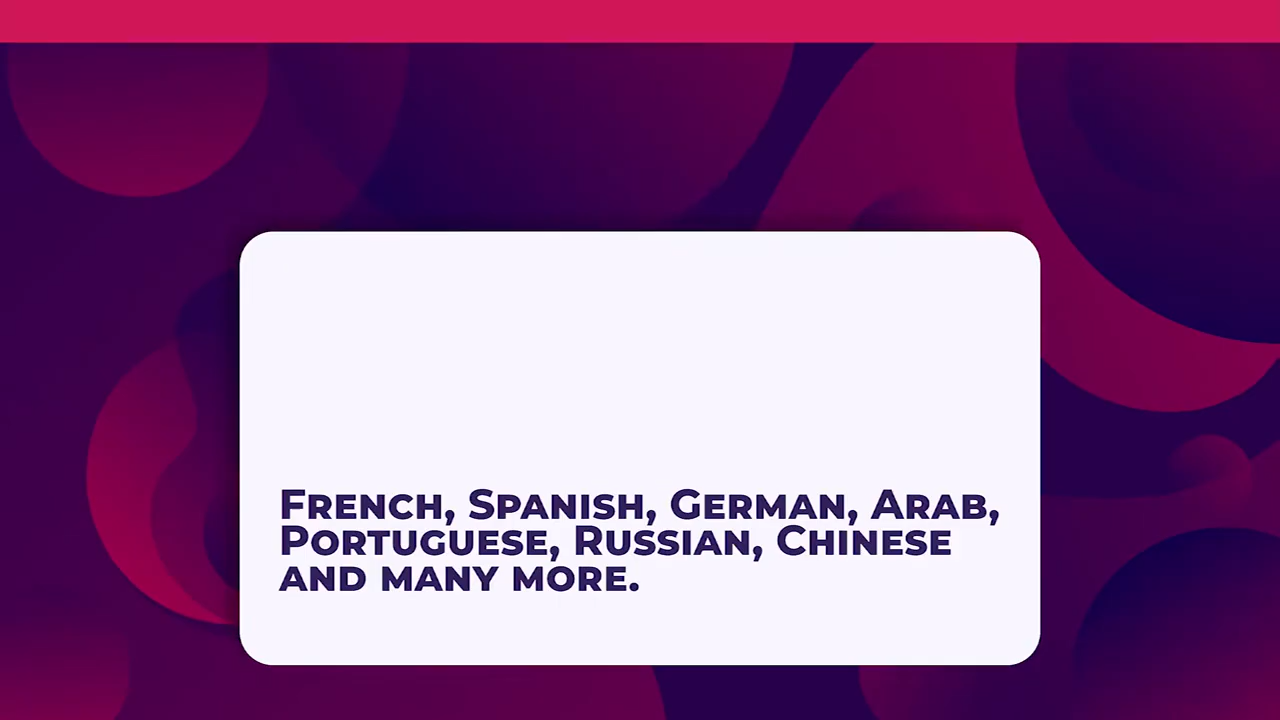 French, Spanish, German, Arab,
Portuguese, Russian, Chinese
and many more.